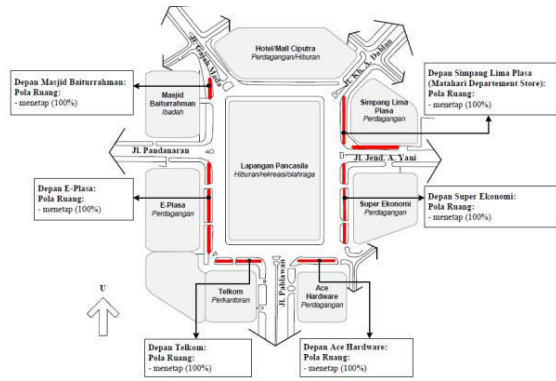 Hotel/Mall Ciputra
Perdagangan/Hiburan
Jl. Gajah Mada
Jl. Kh. A. Dahlan
Depan Masjid Baiturrahman:
Pola Ruang:
- menetap (100%)
Masjid
Baiturrahman
Ibadah
Simpang Lima
Plasa
Perdagangan
Depan Simpang Lima Plasa
(Matahari Departement Store):
Pola Ruang:
- menetap (100%)
Jl. Pandanaran
Lapangan Pancasila
Hiburan/rekreasi/olahraga
Jl. Jend. A. Yani
Depan E-Plasa:
Pola Ruang:
- menetap (100%)
E-Plasa
Perdagangan
Super Ekonomi
Perdagangan
Depan Super Ekonomi:
Pola Ruang:
- menetap (100%)
Telkom
Perkantoran
Jl. Pahlawan
Ace
Hardware
Perdagangan
U
Depan Telkom:
Pola Ruang:
- menetap (100%)
Depan Ace Hardware:
Pola Ruang:
- menetap (100%)